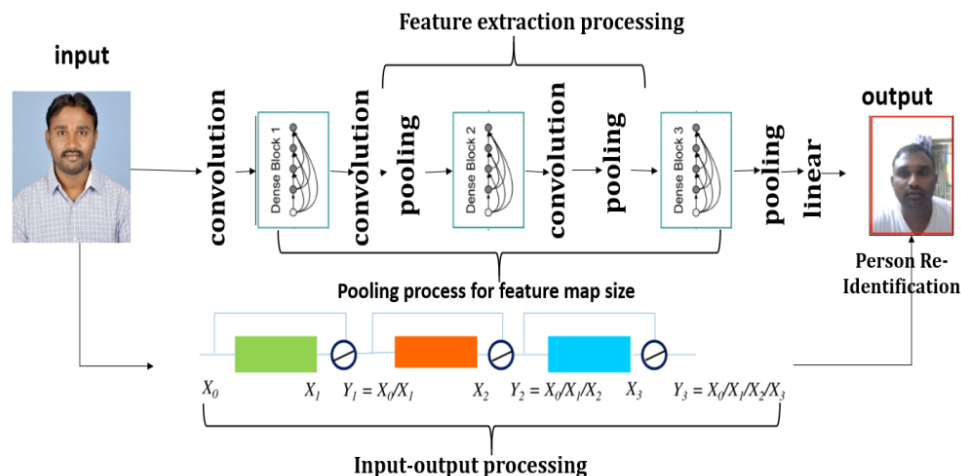 Feature extraction processing
input
output
convolution
Dense Block 1
convolution
pooling
Dense Block 2
convolution
pooling
Dense Block 3
pooling
linear
Person Re-
Identification
Pooling process for feature map size
X₀ X₁ Y₁ = X₀/X₁ X₂ Y₂ = X₀/X₁/X₂ X₃ Y₃ = X₀/X₁/X₂/X₃
Input-output processing